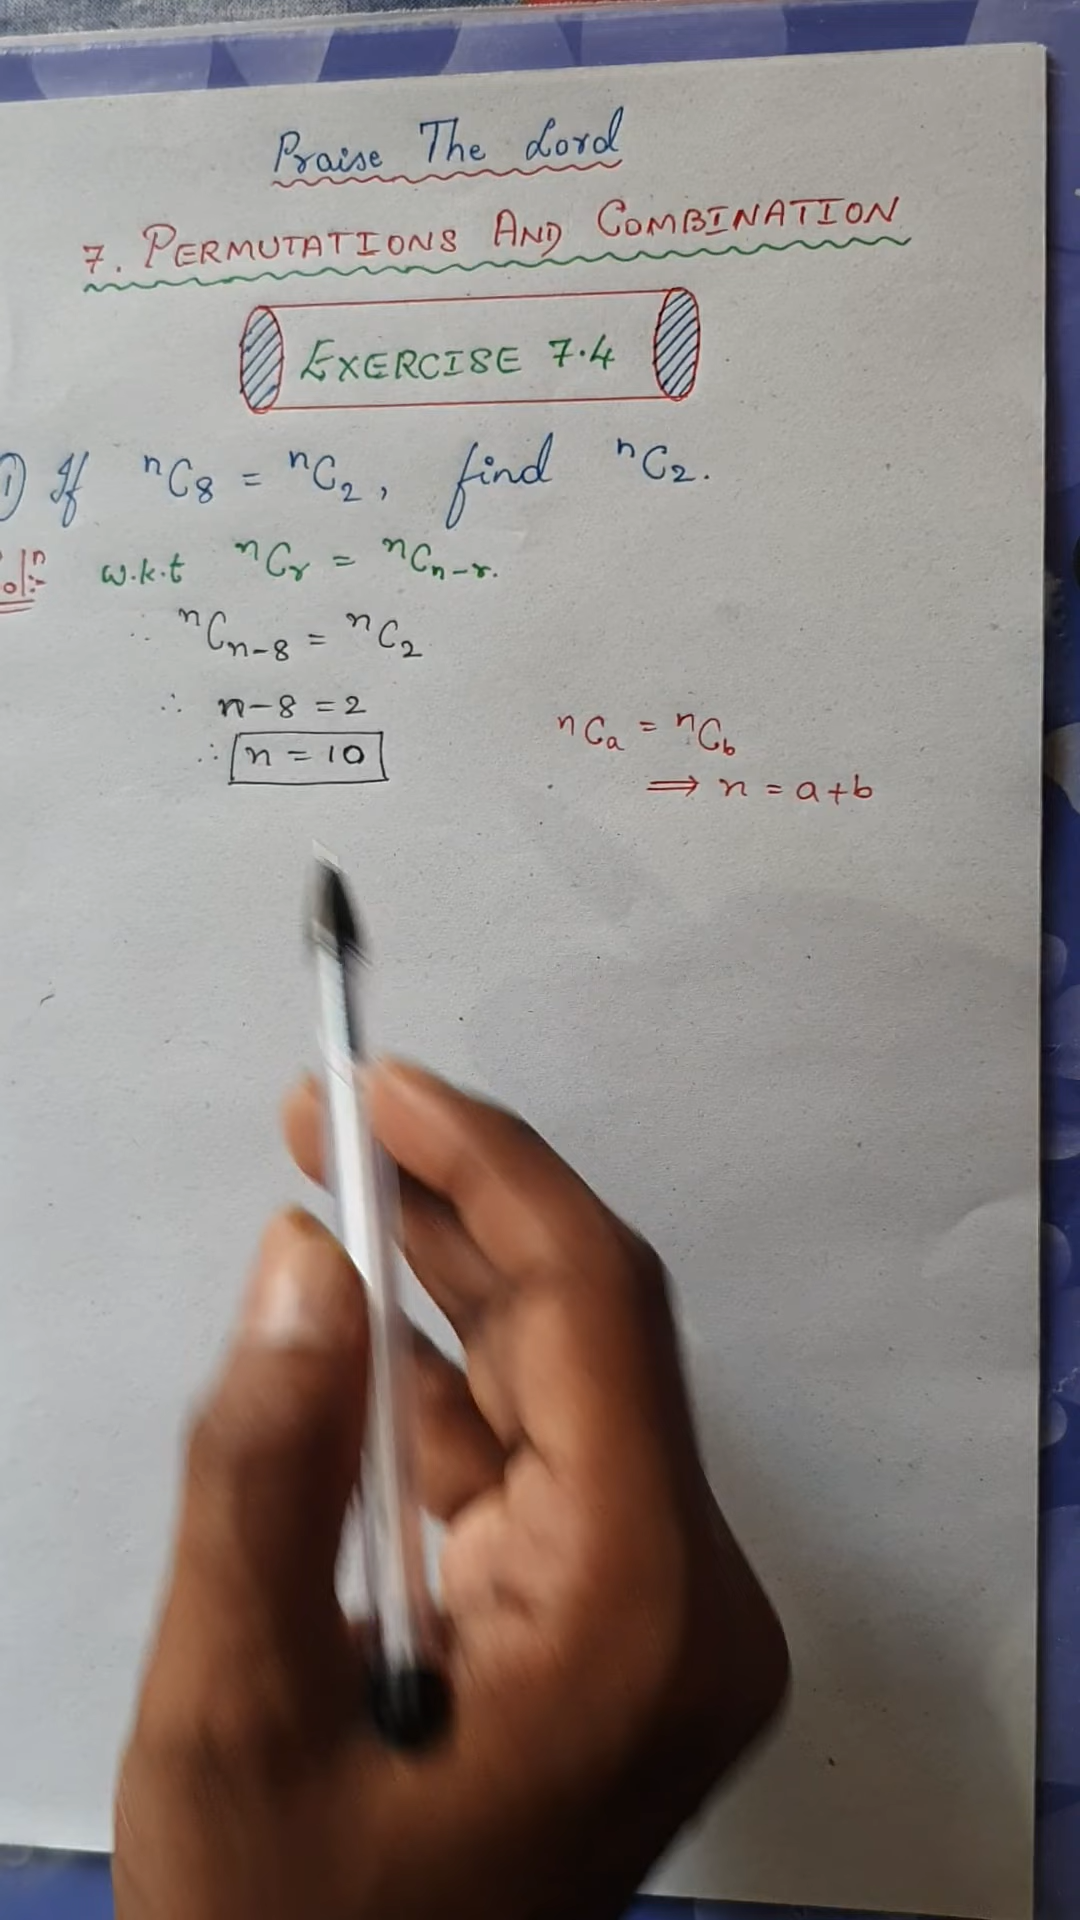 Praise The Lord
7. PERMUTATIONS AND COMBINATION
EXERCISE 7.4
1) If ⁿC₈ = ⁿC₂, find ⁿC₂.
olⁿ:- w.k.t ⁿCᵣ = ⁿCₙ₋ᵣ.
∴ ⁿCₙ₋₈ = ⁿC₂
∴ n-8 = 2
∴ n = 10
ⁿCₐ = ⁿC_b
⟹ n = a+b